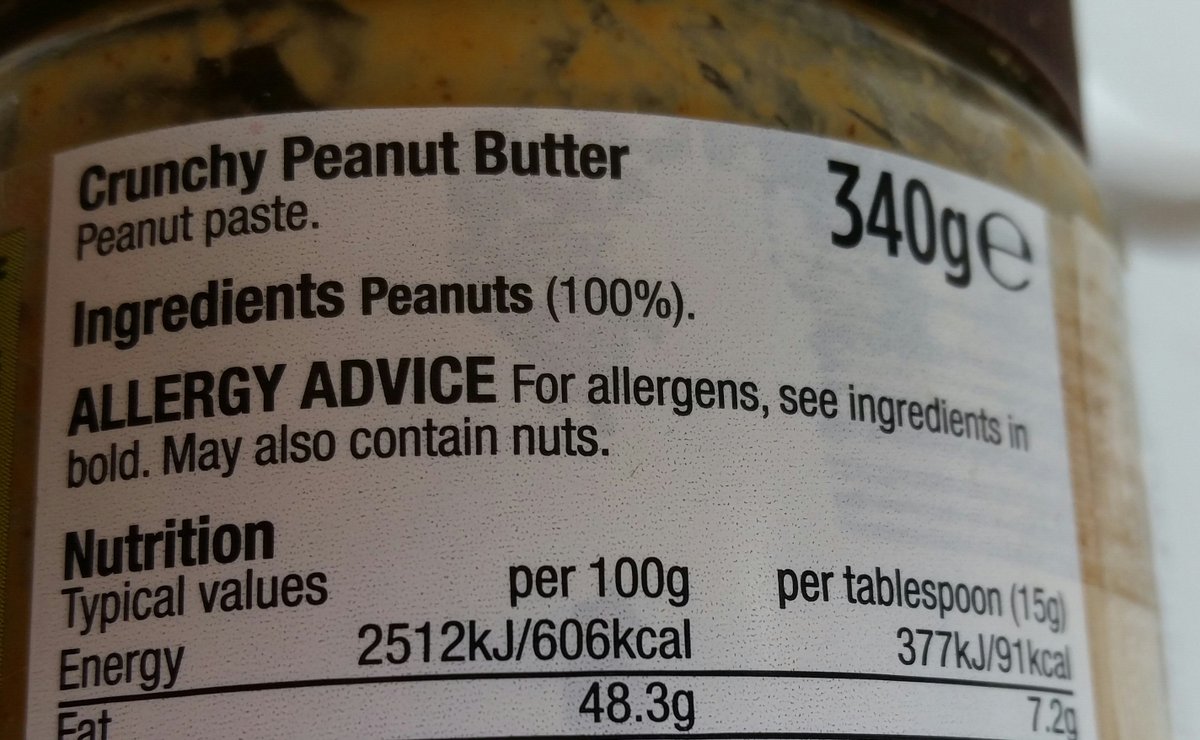 Crunchy Peanut Butter
340g℮
Peanut paste.
Ingredients Peanuts (100%).
ALLERGY ADVICE For allergens, see ingredients in
bold. May also contain nuts.
Nutrition
Typical values per 100g per tablespoon (15g)
Energy 2512kJ/606kcal 377kJ/91kcal
Fat 48.3g 7.2g